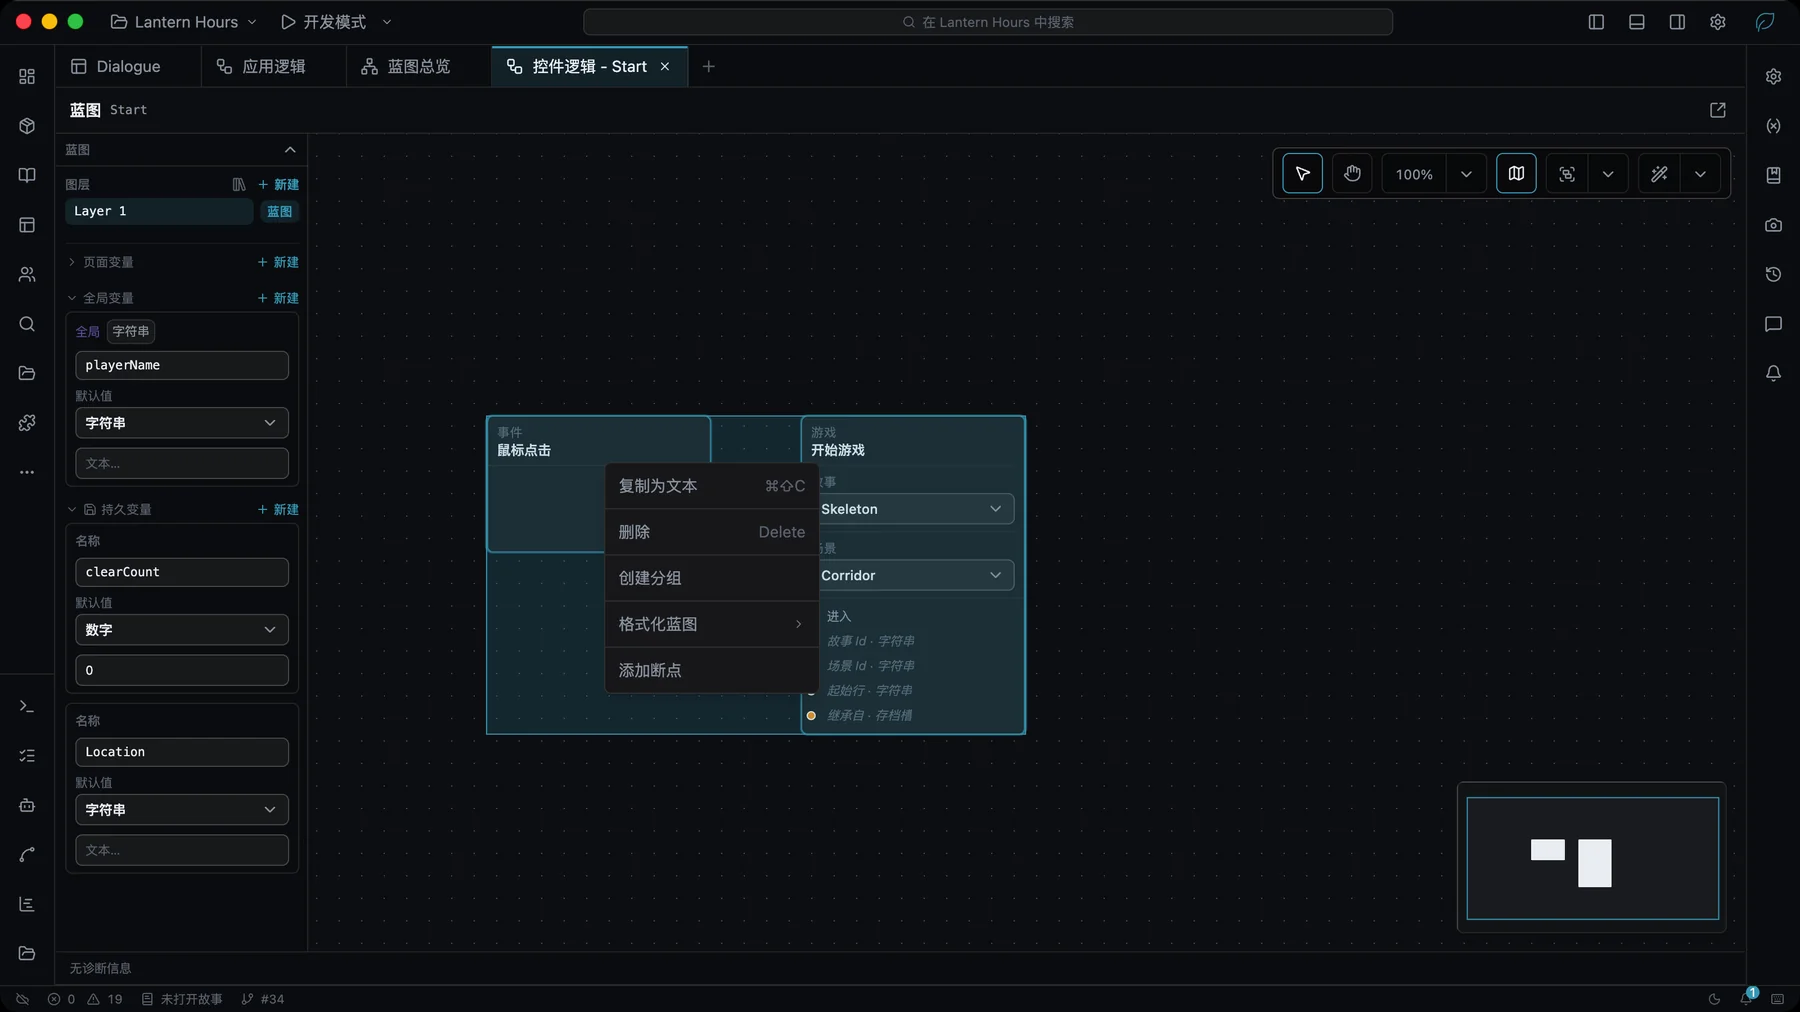 Lantern Hours
开发模式
在 Lantern Hours 中搜索
Dialogue
应用逻辑
蓝图总览
控件逻辑 - Start
蓝图 Start
蓝图
图层
+ 新建
Layer 1
蓝图
页面变量
+ 新建
全局变量
+ 新建
全局 字符串
playerName
默认值
字符串
文本...
持久变量
+ 新建
名称
clearCount
默认值
数字
0
名称
Location
默认值
字符串
文本...
100%
事件
鼠标点击
游戏
开始游戏
事
Skeleton
景
Corridor
进入
故事 Id · 字符串
场景 Id · 字符串
起始行 · 字符串
继承自 · 存档槽
复制为文本 ⌘⇧C
删除 Delete
创建分组
格式化蓝图
添加断点
无诊断信息
0
19
未打开故事
#34
1